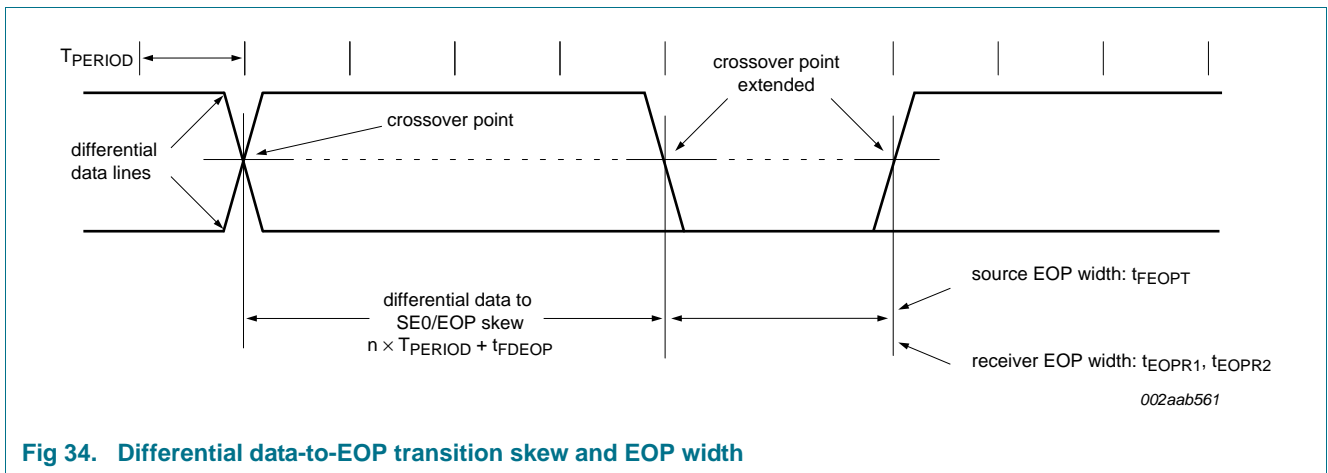 TPERIOD
crossover point
extended
crossover point
differential
data lines
source EOP width: tFEOPT
differential data to
SE0/EOP skew
n × TPERIOD + tFDEOP
receiver EOP width: tEOPR1, tEOPR2
002aab561
Fig 34. Differential data-to-EOP transition skew and EOP width